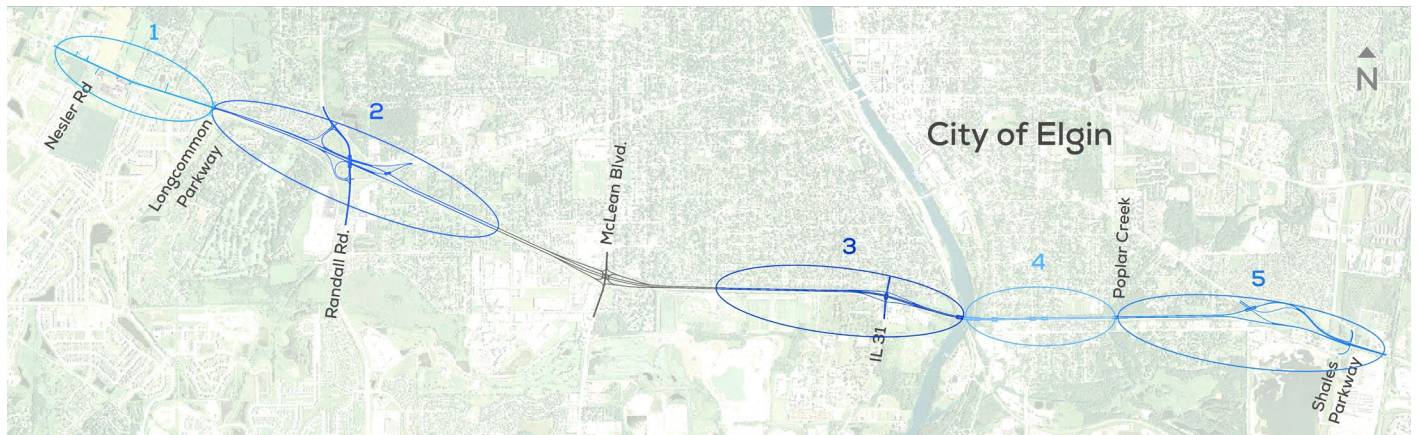 1
Nesler Rd
Longcommon
Parkway
2
Randall Rd.
McLean Blvd.
3
IL 31
4
City of Elgin
Poplar Creek
5
Shales
Parkway
N